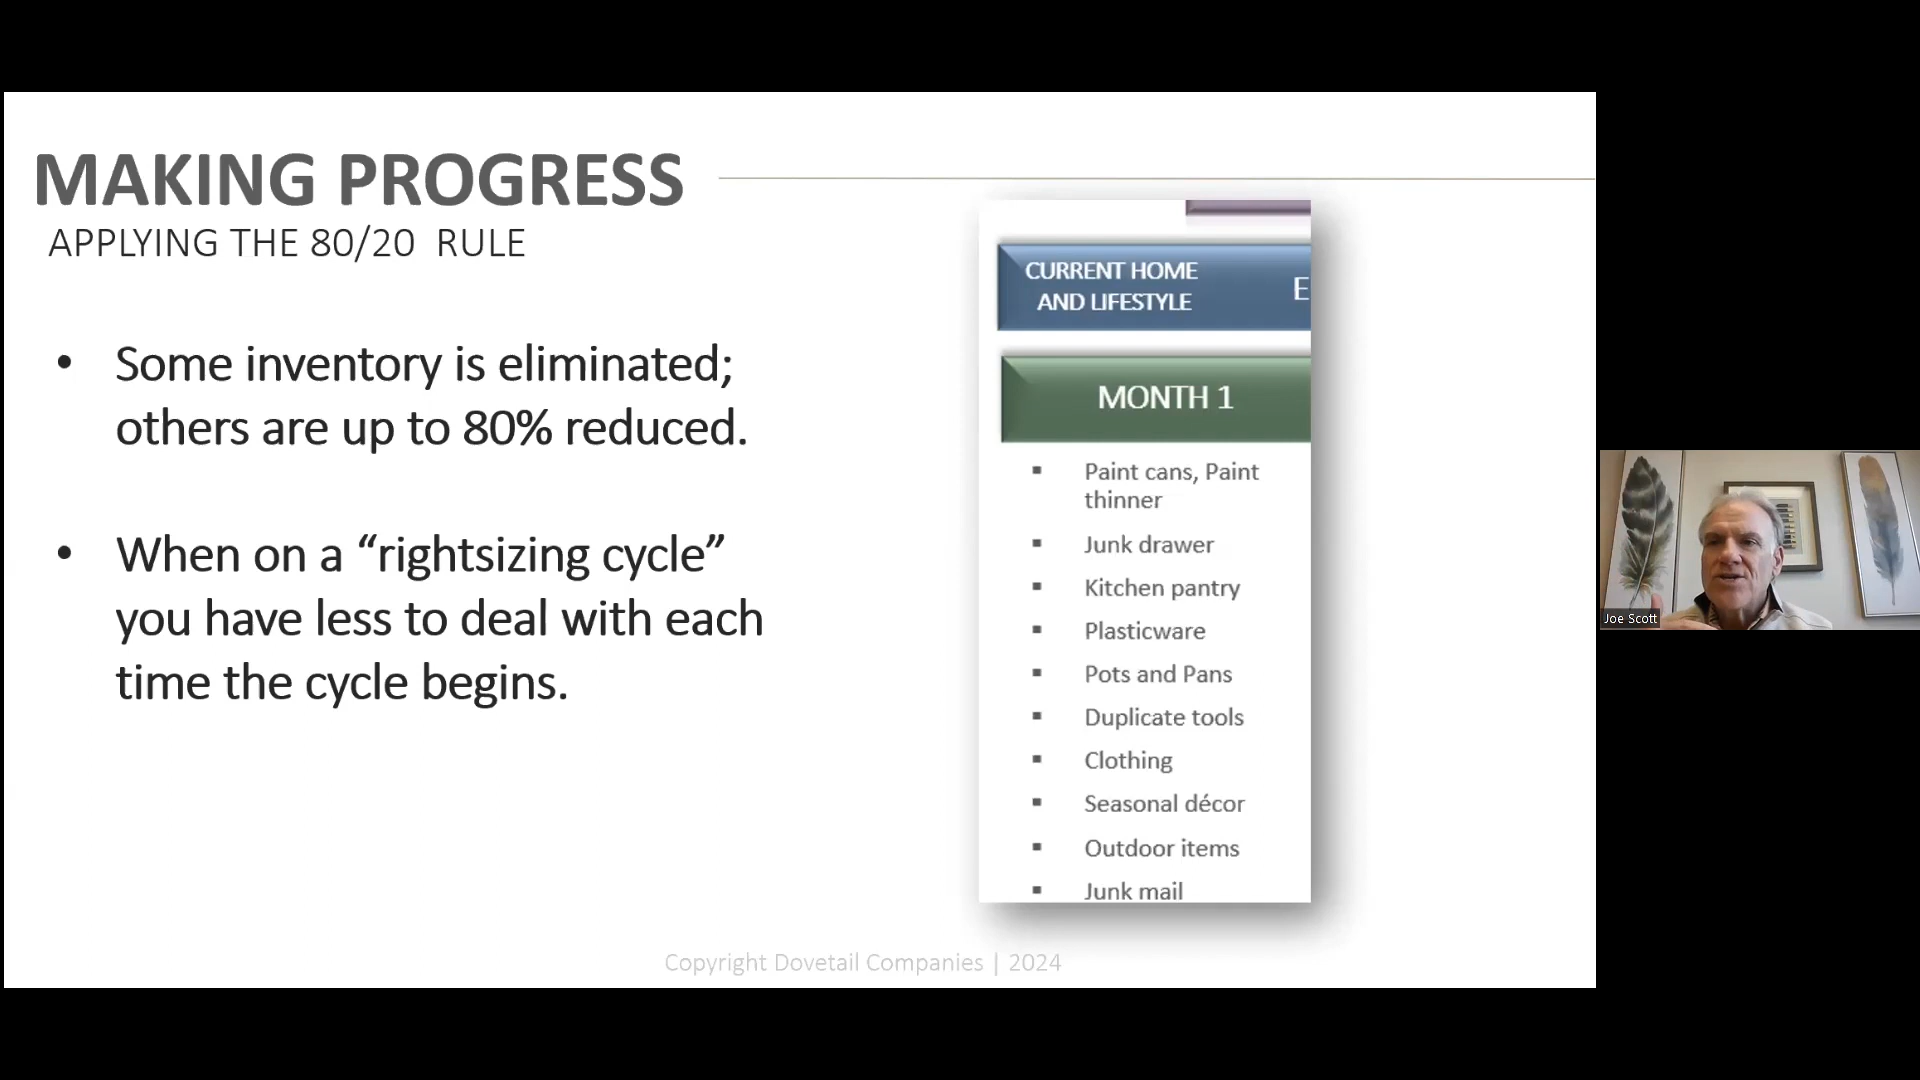 MAKING PROGRESS
APPLYING THE 80/20 RULE
• Some inventory is eliminated;
others are up to 80% reduced.
• When on a “rightsizing cycle”
you have less to deal with each
time the cycle begins.
CURRENT HOME
AND LIFESTYLE
E
MONTH 1
▪ Paint cans, Paint
thinner
▪ Junk drawer
▪ Kitchen pantry
▪ Plasticware
▪ Pots and Pans
▪ Duplicate tools
▪ Clothing
▪ Seasonal décor
▪ Outdoor items
▪ Junk mail
Copyright Dovetail Companies | 2024
Joe Scott